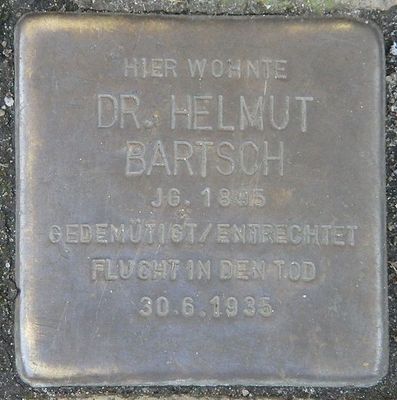 HIER WOHNTE
DR. HELMUT
BARTSCH
JG.
GEDEMÜTIGT/ENTRECHTET
FLUCHT IN DEN TOD
30.6.1935